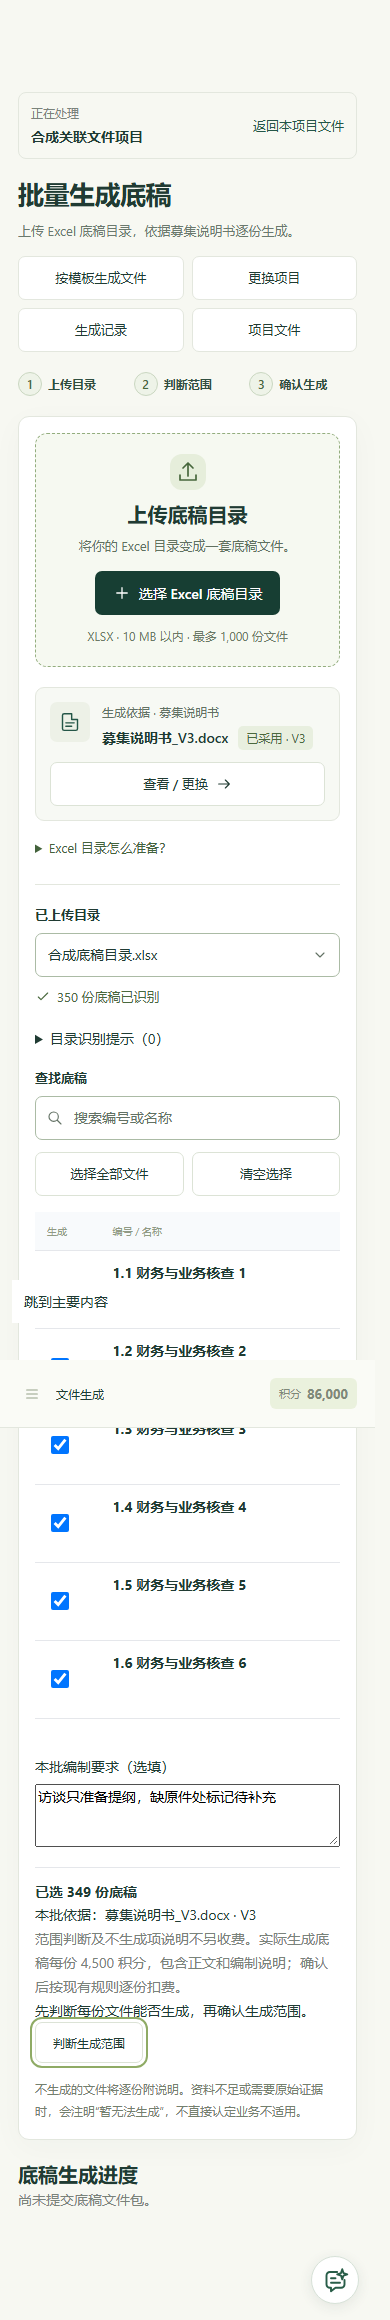 正在处理
合成关联文件项目
返回本项目文件
批量生成底稿
上传 Excel 底稿目录，依据募集说明书逐份生成。
按模板生成文件
更换项目
生成记录
项目文件
1 上传目录
2 判断范围
3 确认生成
上传底稿目录
将你的 Excel 目录变成一套底稿文件。
选择 Excel 底稿目录
XLSX · 10 MB 以内 · 最多 1,000 份文件
生成依据 · 募集说明书
募集说明书_V3.docx
已采用 · V3
查看 / 更换
Excel 目录怎么准备？
已上传目录
合成底稿目录.xlsx
350 份底稿已识别
目录识别提示（0）
查找底稿
搜索编号或名称
选择全部文件
清空选择
生成
编号 / 名称
1.1 财务与业务核查 1
跳到主要内容
1.2 财务与业务核查 2
文件生成
积分 86,000
1.3 财务与业务核查 3
1.4 财务与业务核查 4
1.5 财务与业务核查 5
1.6 财务与业务核查 6
本批编制要求（选填）
访谈只准备提纲，缺原件处标记待补充
已选 349 份底稿
本批依据：募集说明书_V3.docx · V3
范围判断及不生成项说明不另收费。实际生成底
稿每份 4,500 积分，包含正文和编制说明；确认
后按现有规则逐份扣费。
先判断每份文件能否生成，再确认生成范围。
判断生成范围
不生成的文件将逐份附说明。资料不足或需要原始证据
时，会注明“暂无法生成”，不直接认定业务不适用。
底稿生成进度
尚未提交底稿文件包。